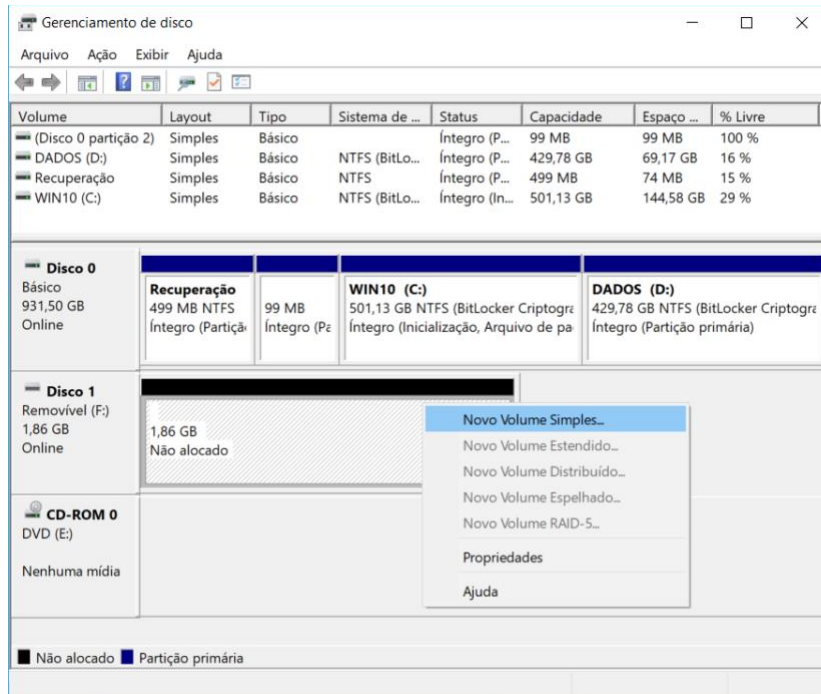 Gerenciamento de disco
Arquivo Ação Exibir Ajuda
Volume Layout Tipo Sistema de ... Status Capacidade Espaço ... % Livre
(Disco 0 partição 2) Simples Básico Íntegro (P... 99 MB 99 MB 100 %
DADOS (D:) Simples Básico NTFS (BitLo... Íntegro (P... 429,78 GB 69,17 GB 16 %
Recuperação Simples Básico NTFS Íntegro (P... 499 MB 74 MB 15 %
WIN10 (C:) Simples Básico NTFS (BitLo... Íntegro (In... 501,13 GB 144,58 GB 29 %
Disco 0
Básico
931,50 GB
Online
Recuperação
499 MB NTFS
Íntegro (Partiçã
99 MB
Íntegro (Pa
WIN10 (C:)
501,13 GB NTFS (BitLocker Criptogra
Íntegro (Inicialização, Arquivo de pa
DADOS (D:)
429,78 GB NTFS (BitLocker Criptogra
Íntegro (Partição primária)
Disco 1
Removível (F:)
1,86 GB
Online
1,86 GB
Não alocado
Novo Volume Simples...
Novo Volume Estendido...
Novo Volume Distribuído...
Novo Volume Espelhado...
Novo Volume RAID-5...
Propriedades
Ajuda
CD-ROM 0
DVD (E:)
Nenhuma mídia
Não alocado Partição primária